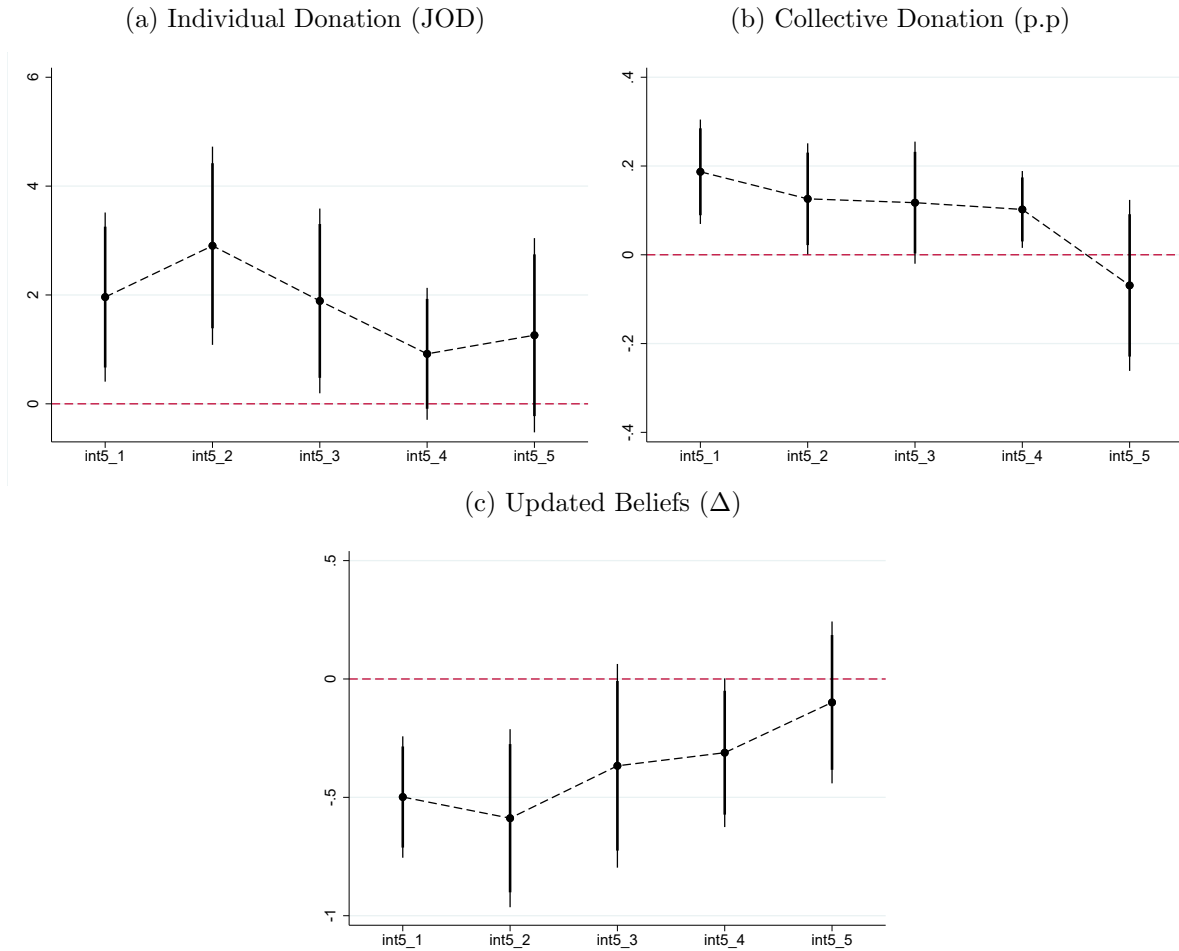 (a) Individual Donation (JOD)
6
4
2
0
int5_1 int5_2 int5_3 int5_4 int5_5
(b) Collective Donation (p.p)
.4
.2
0
-.2
-.4
int5_1 int5_2 int5_3 int5_4 int5_5
(c) Updated Beliefs (Δ)
.5
0
-.5
-1
int5_1 int5_2 int5_3 int5_4 int5_5